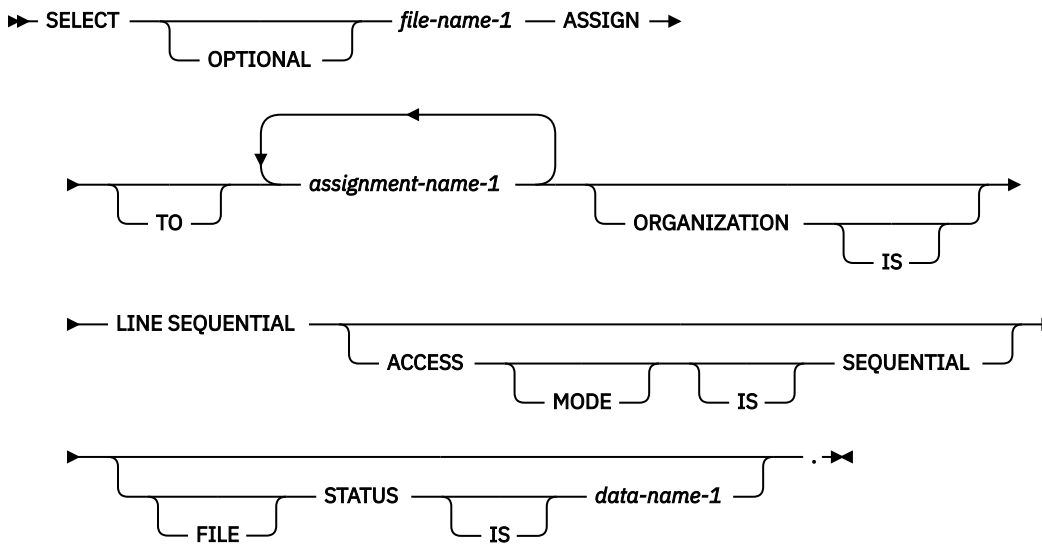 SELECT file-name-1 ASSIGN
OPTIONAL
assignment-name-1
TO ORGANIZATION
IS
LINE SEQUENTIAL
ACCESS SEQUENTIAL
MODE IS
.
STATUS data-name-1
FILE IS